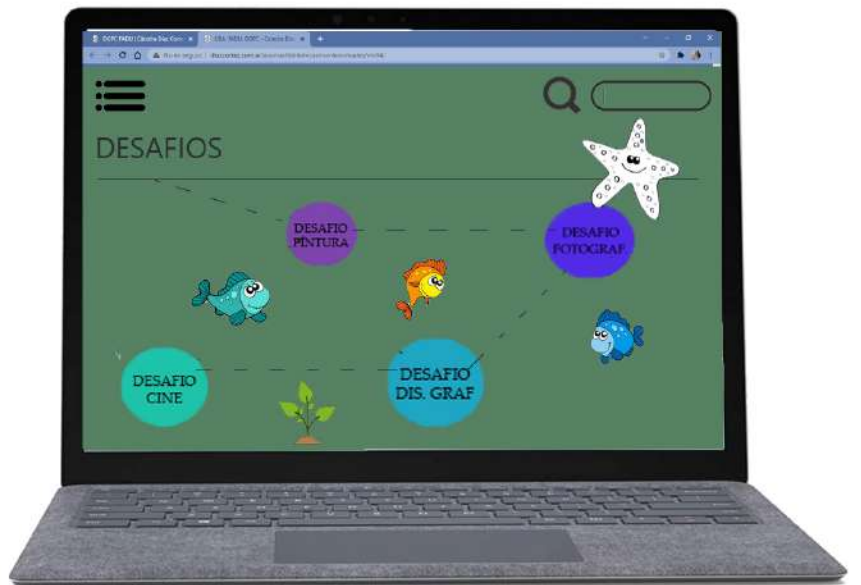 DESAFIOS
DESAFIO
PINTURA
DESAFIO
FOTOGRAF.
DESAFIO
CINE
DESAFIO
DIS. GRAF